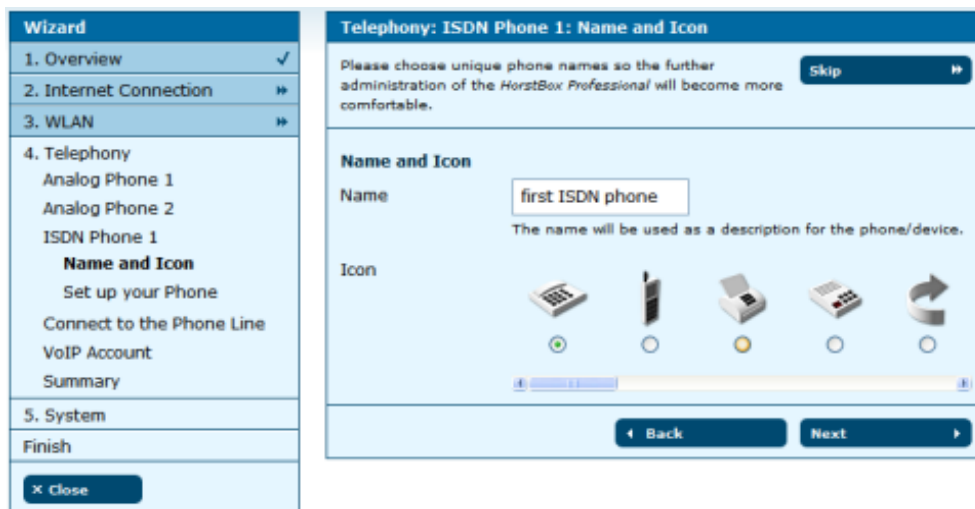 Wizard
1. Overview
2. Internet Connection
3. WLAN
4. Telephony
Analog Phone 1
Analog Phone 2
ISDN Phone 1
Name and Icon
Set up your Phone
Connect to the Phone Line
VoIP Account
Summary
5. System
Finish
× Close
Telephony: ISDN Phone 1: Name and Icon
Please choose unique phone names so the further
administration of the HorstBox Professional will become more
comfortable.
Skip
Name and Icon
Name
first ISDN phone
The name will be used as a description for the phone/device.
Icon
Back
Next